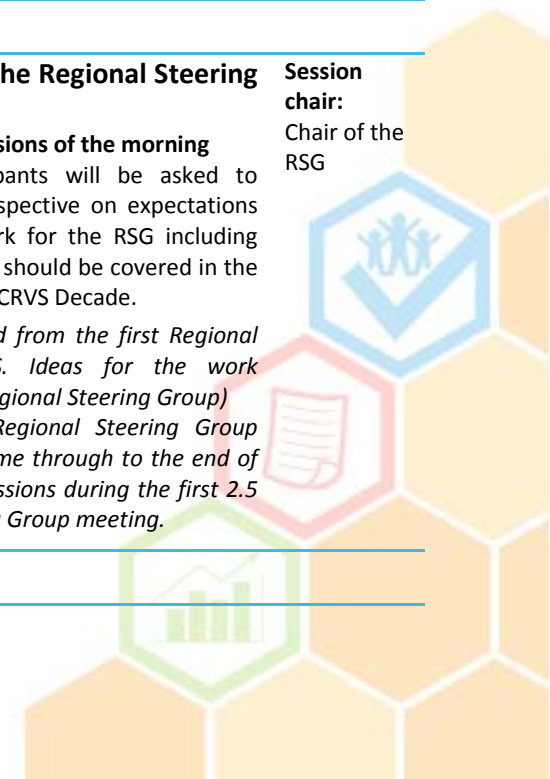 he Regional Steering
sions of the morning
pants will be asked to
spective on expectations
rk for the RSG including
should be covered in the
CRVS Decade.
d from the first Regional
S. Ideas for the work
gional Steering Group)
Regional Steering Group
me through to the end of
ssions during the first 2.5
g Group meeting.
Session
chair:
Chair of the
RSG